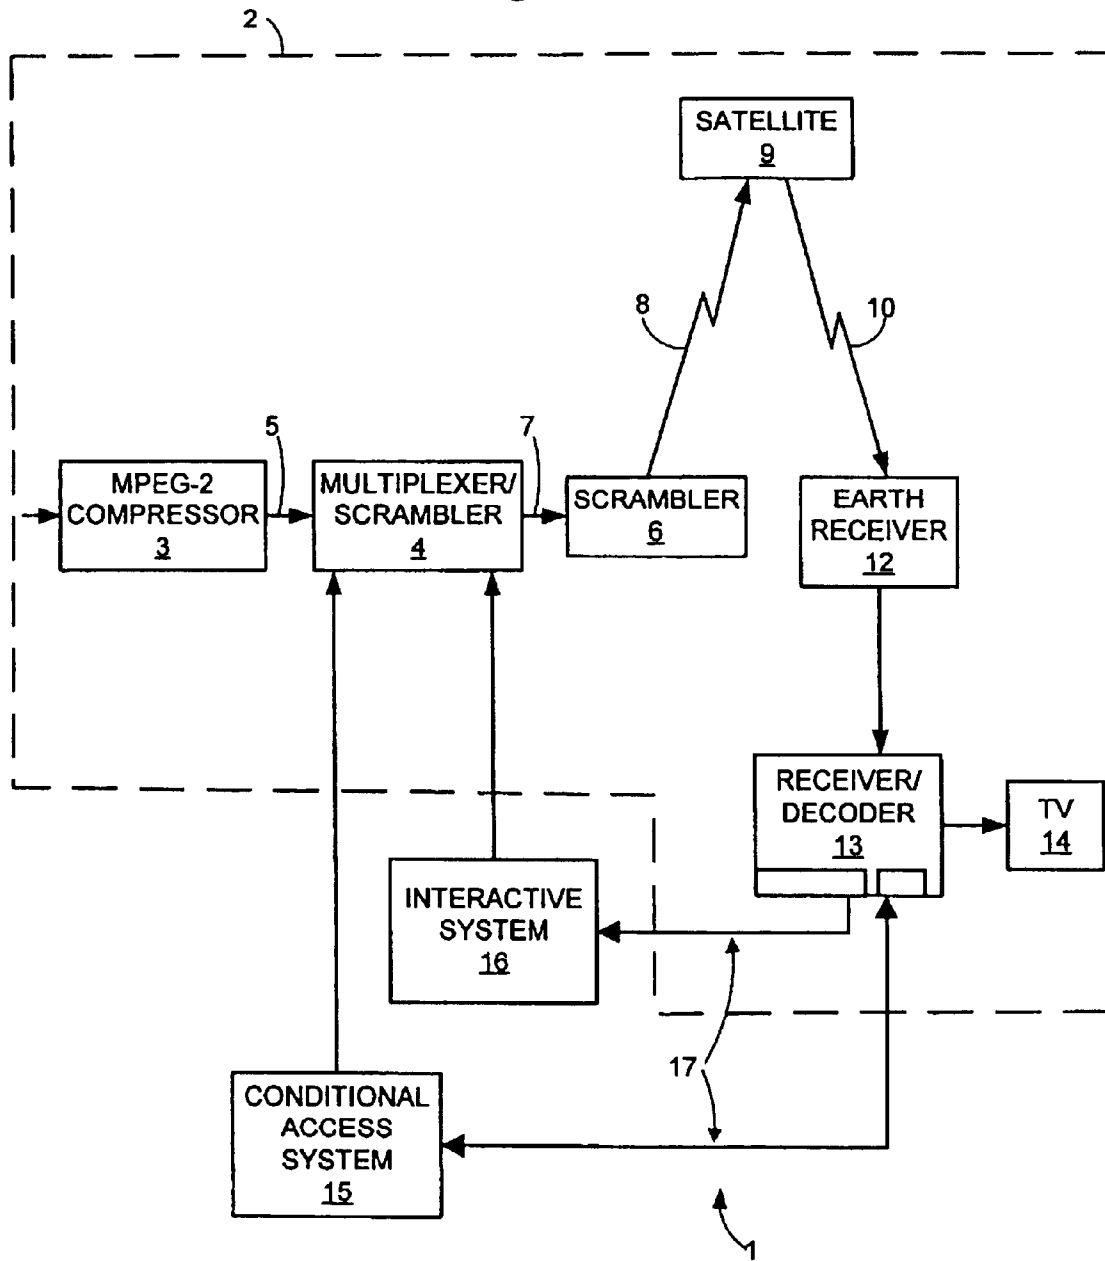 2
SATELLITE
9
8
10
5
7
MPEG-2
COMPRESSOR
3
MULTIPLEXER/
SCRAMBLER
4
SCRAMBLER
6
EARTH
RECEIVER
12
RECEIVER/
DECODER
13
TV
14
INTERACTIVE
SYSTEM
16
17
CONDITIONAL
ACCESS
SYSTEM
15
1